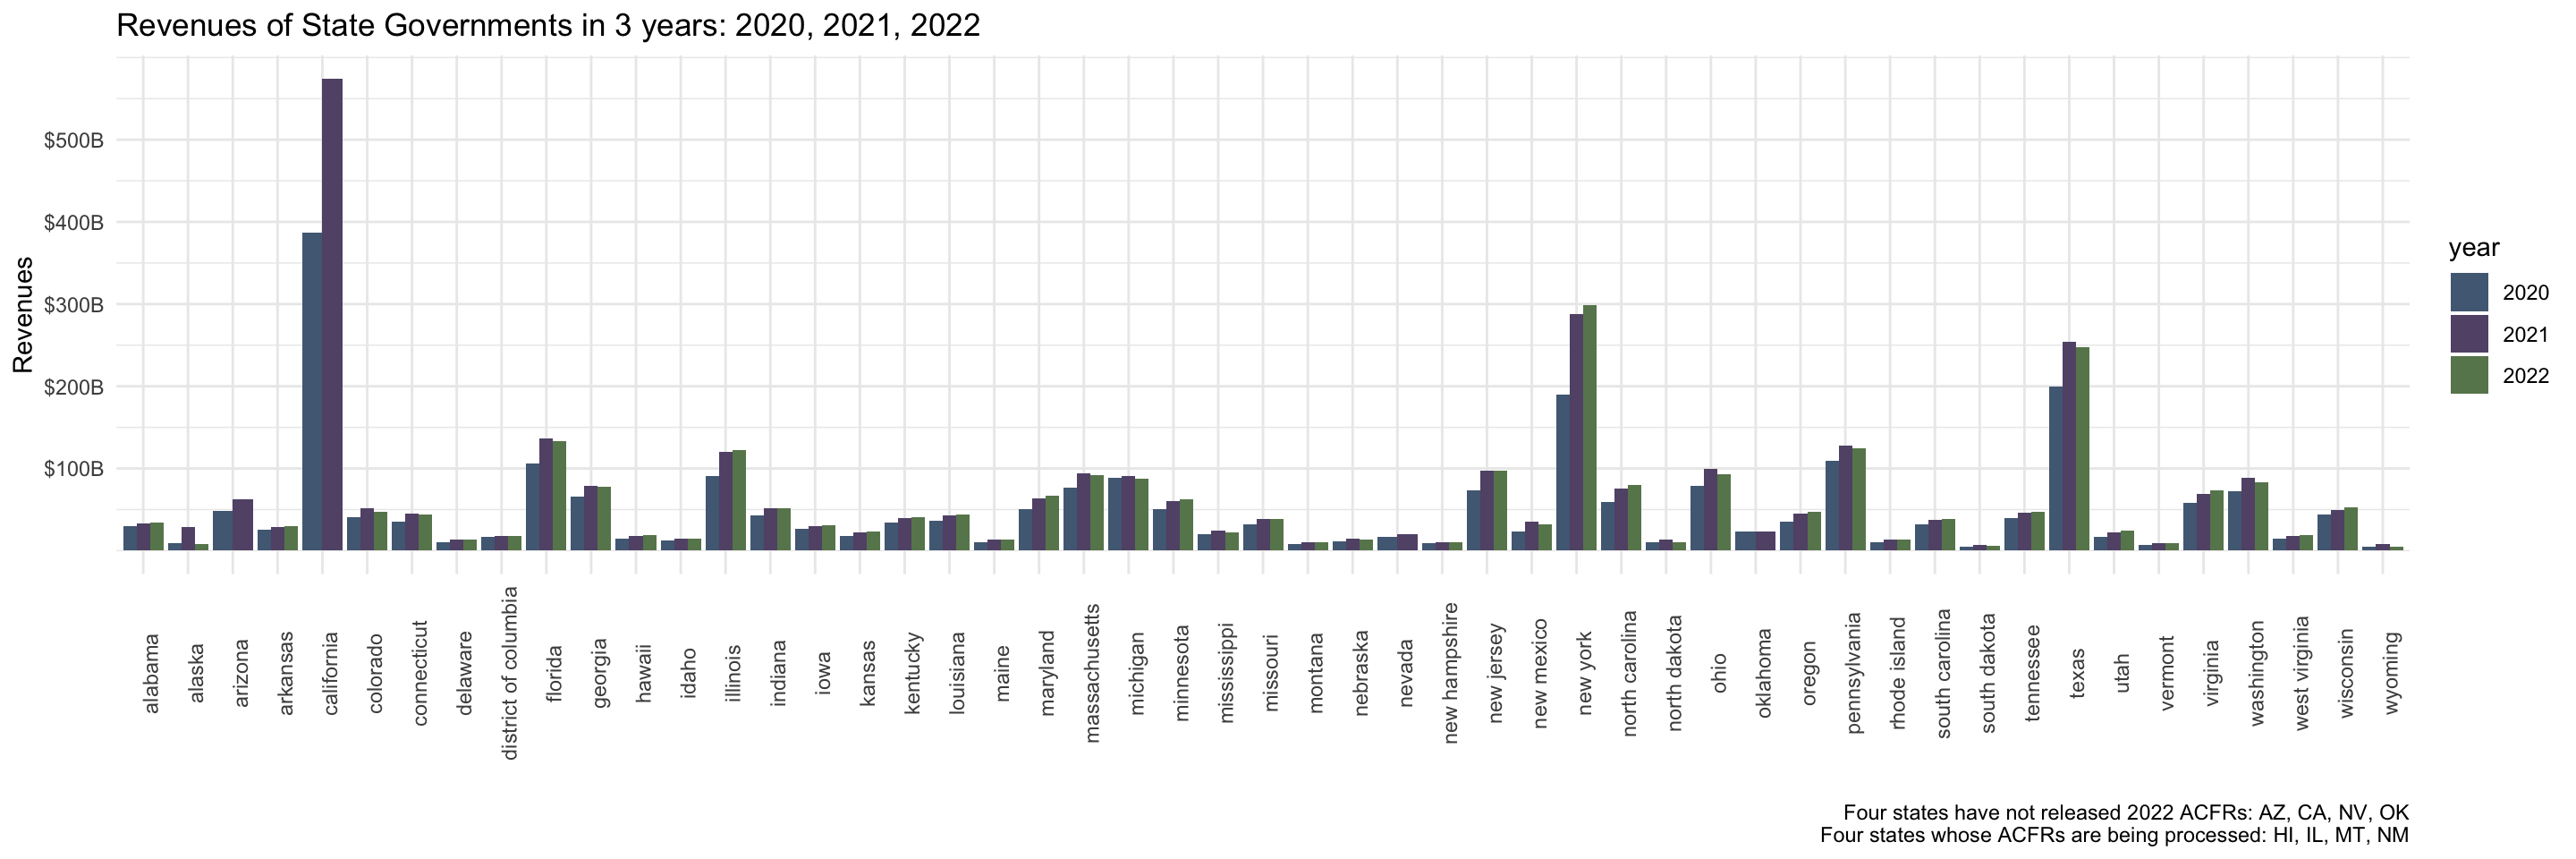 Revenues of State Governments in 3 years: 2020, 2021, 2022
Revenues
$500B
$400B
$300B
$200B
$100B
year
2020
2021
2022
alabama
alaska
arizona
arkansas
california
colorado
connecticut
delaware
district of columbia
florida
georgia
hawaii
idaho
illinois
indiana
iowa
kansas
kentucky
louisiana
maine
maryland
massachusetts
michigan
minnesota
mississippi
missouri
montana
nebraska
nevada
new hampshire
new jersey
new mexico
new york
north carolina
north dakota
ohio
oklahoma
oregon
pennsylvania
rhode island
south carolina
south dakota
tennessee
texas
utah
vermont
virginia
washington
west virginia
wisconsin
wyoming
Four states have not released 2022 ACFRs: AZ, CA, NV, OK
Four states whose ACFRs are being processed: HI, IL, MT, NM